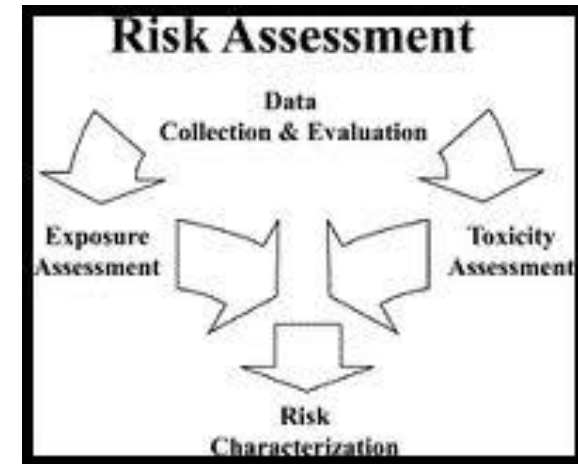 Risk Assessment
Data
Collection & Evaluation
Exposure
Assessment
Toxicity
Assessment
Risk
Characterization